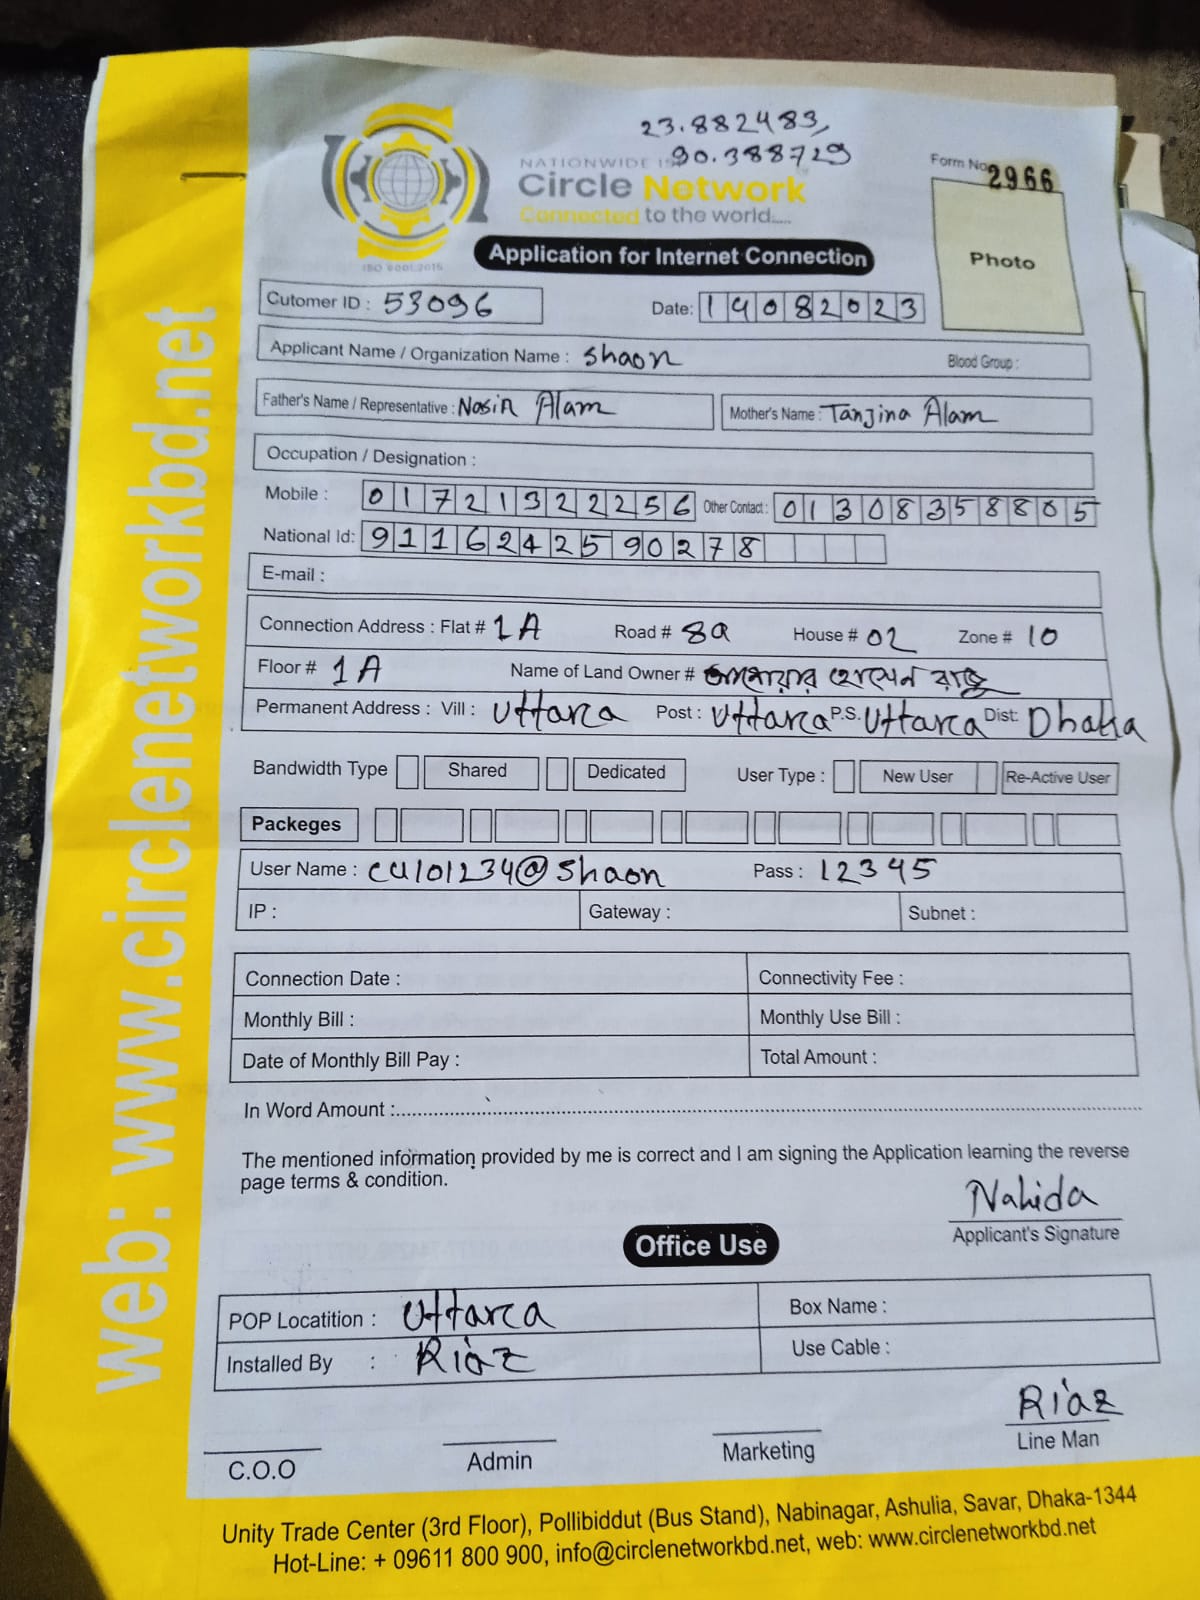 23.882483,
90.388729
NATIONWIDE IS
Circle Network
Connected to the world.....
ISO 9001:2015
Form No 2966
Photo
Application for Internet Connection
Cutomer ID : 53096 Date: 14082023
Applicant Name / Organization Name : Shaon Blood Group :
Father's Name / Representative : Nasir Alam Mother's Name : Tanjina Alam
Occupation / Designation :
Mobile : 01721322256 Other Contact : 01308358805
National Id: 9116242590278
E-mail :
Connection Address : Flat # 1A Road # 8a House # 02 Zone # 10
Floor # 1A Name of Land Owner # হোসেন রাজু
Permanent Address : Vill : Uttara Post : Uttara P.S. Uttara Dist: Dhaka
Bandwidth Type Shared Dedicated User Type : New User Re-Active User
Packeges
User Name : cu101234@shaon Pass : 12345
IP : Gateway : Subnet :
Connection Date : Connectivity Fee :
Monthly Bill : Monthly Use Bill :
Date of Monthly Bill Pay : Total Amount :
In Word Amount :
The mentioned information provided by me is correct and I am signing the Application learning the reverse
page terms & condition.
Nahida
Applicant's Signature
Office Use
POP Locatition : Uttara Box Name :
Installed By : Riaz Use Cable :
Riaz
C.O.O Admin Marketing Line Man
Unity Trade Center (3rd Floor), Pollibiddut (Bus Stand), Nabinagar, Ashulia, Savar, Dhaka-1344
Hot-Line: + 09611 800 900, info@circlenetworkbd.net, web: www.circlenetworkbd.net
web: www.circlenetworkbd.net